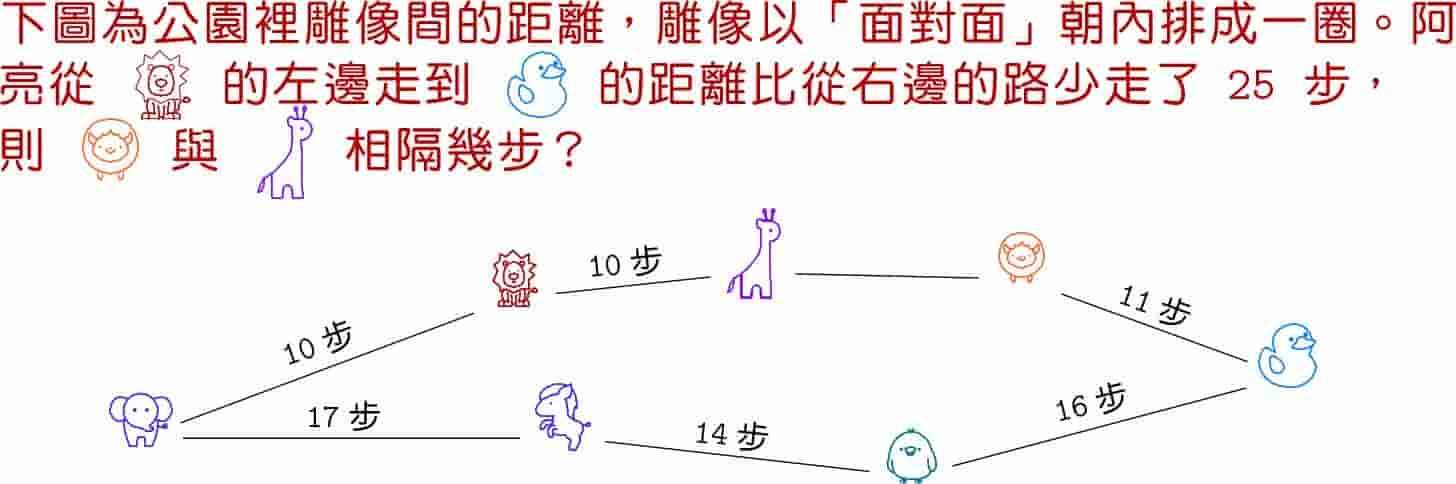 下圖為公園裡雕像間的距離，雕像以「面對面」朝內排成一圈。阿
亮從 的左邊走到 的距離比從右邊的路少走了 25 步，
則 與 相隔幾步？
10 步
11 步
10 步
17 步
14 步
16 步